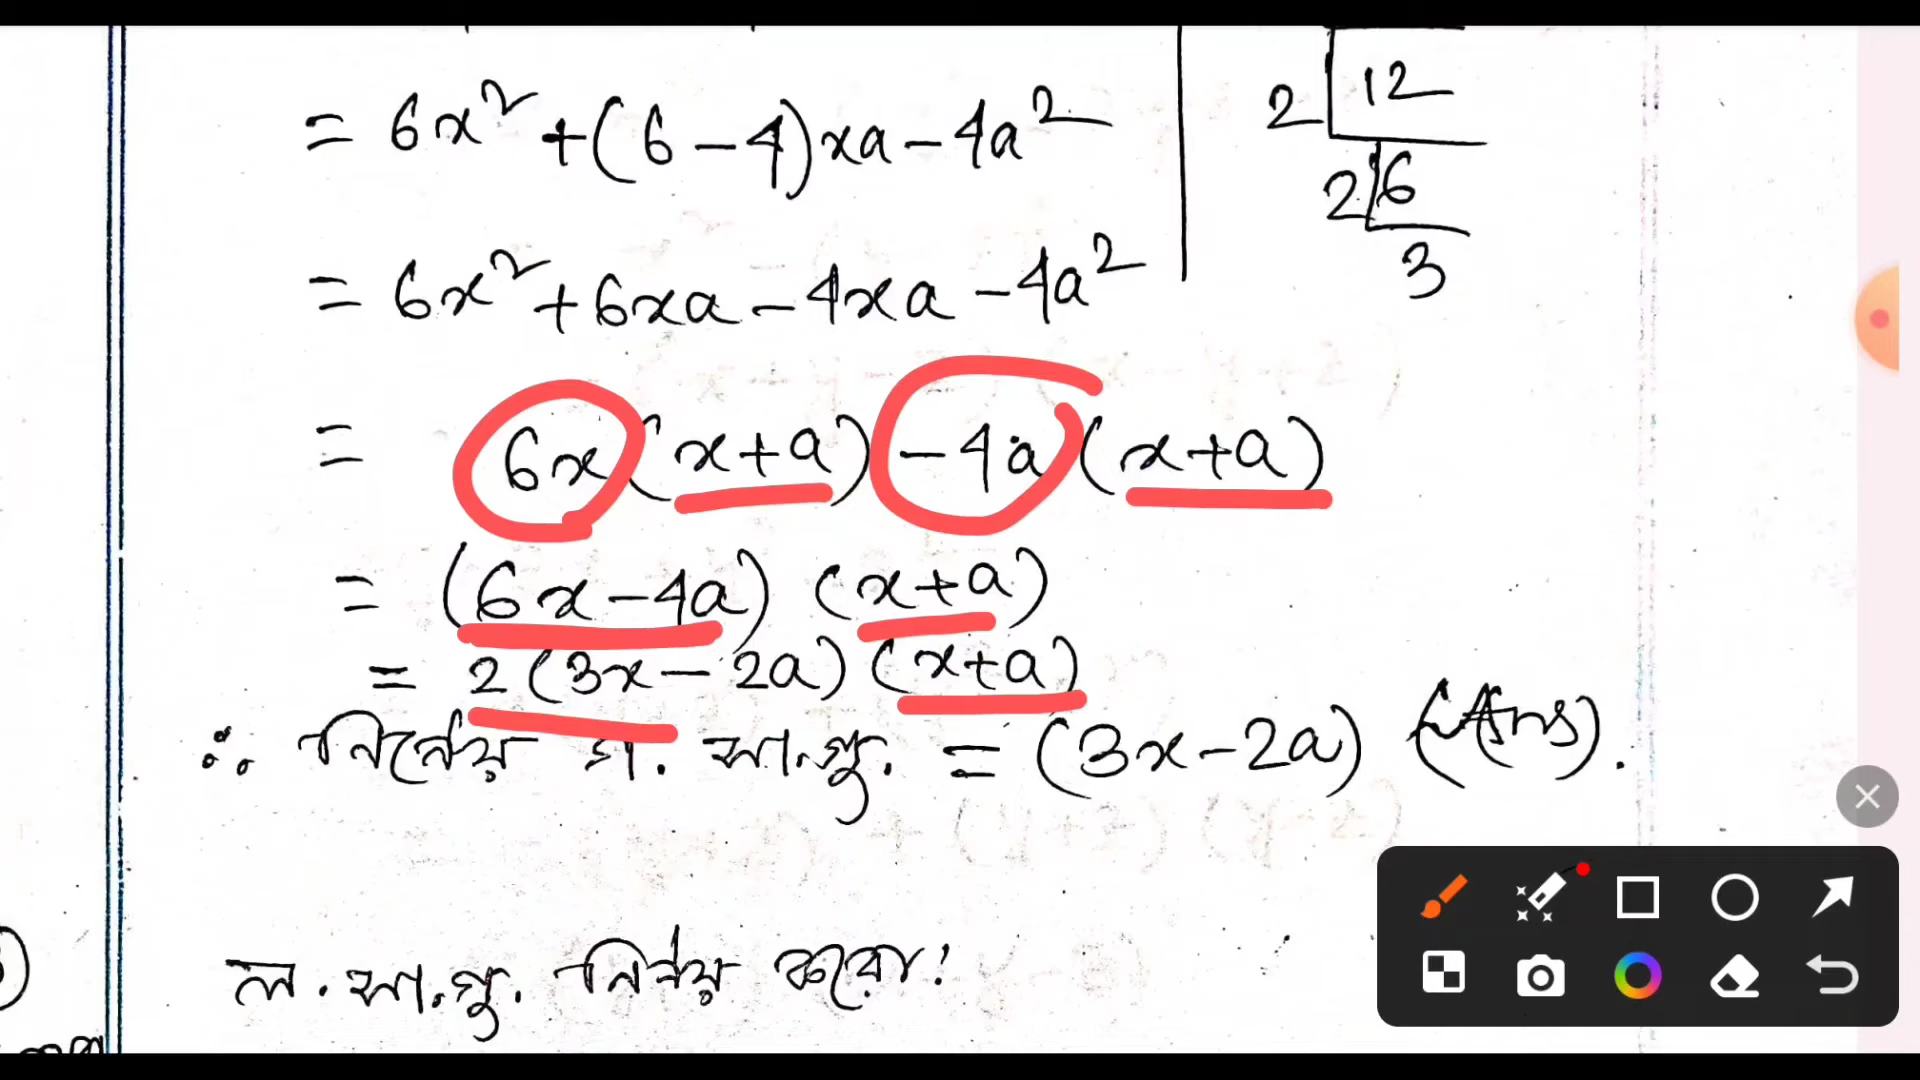 = 6x² + (6 - 4)xa - 4a²
= 6x² + 6xa - 4xa - 4a²
= 6x (x+a) - 4a (x+a)
= (6x - 4a) (x+a)
= 2 (3x - 2a) (x+a)
∴ নির্ণেয় গ. সা.গু. = (3x - 2a) (Ans).
ল. সা.গু. নির্ণয় করো!
2 12
2 6
3